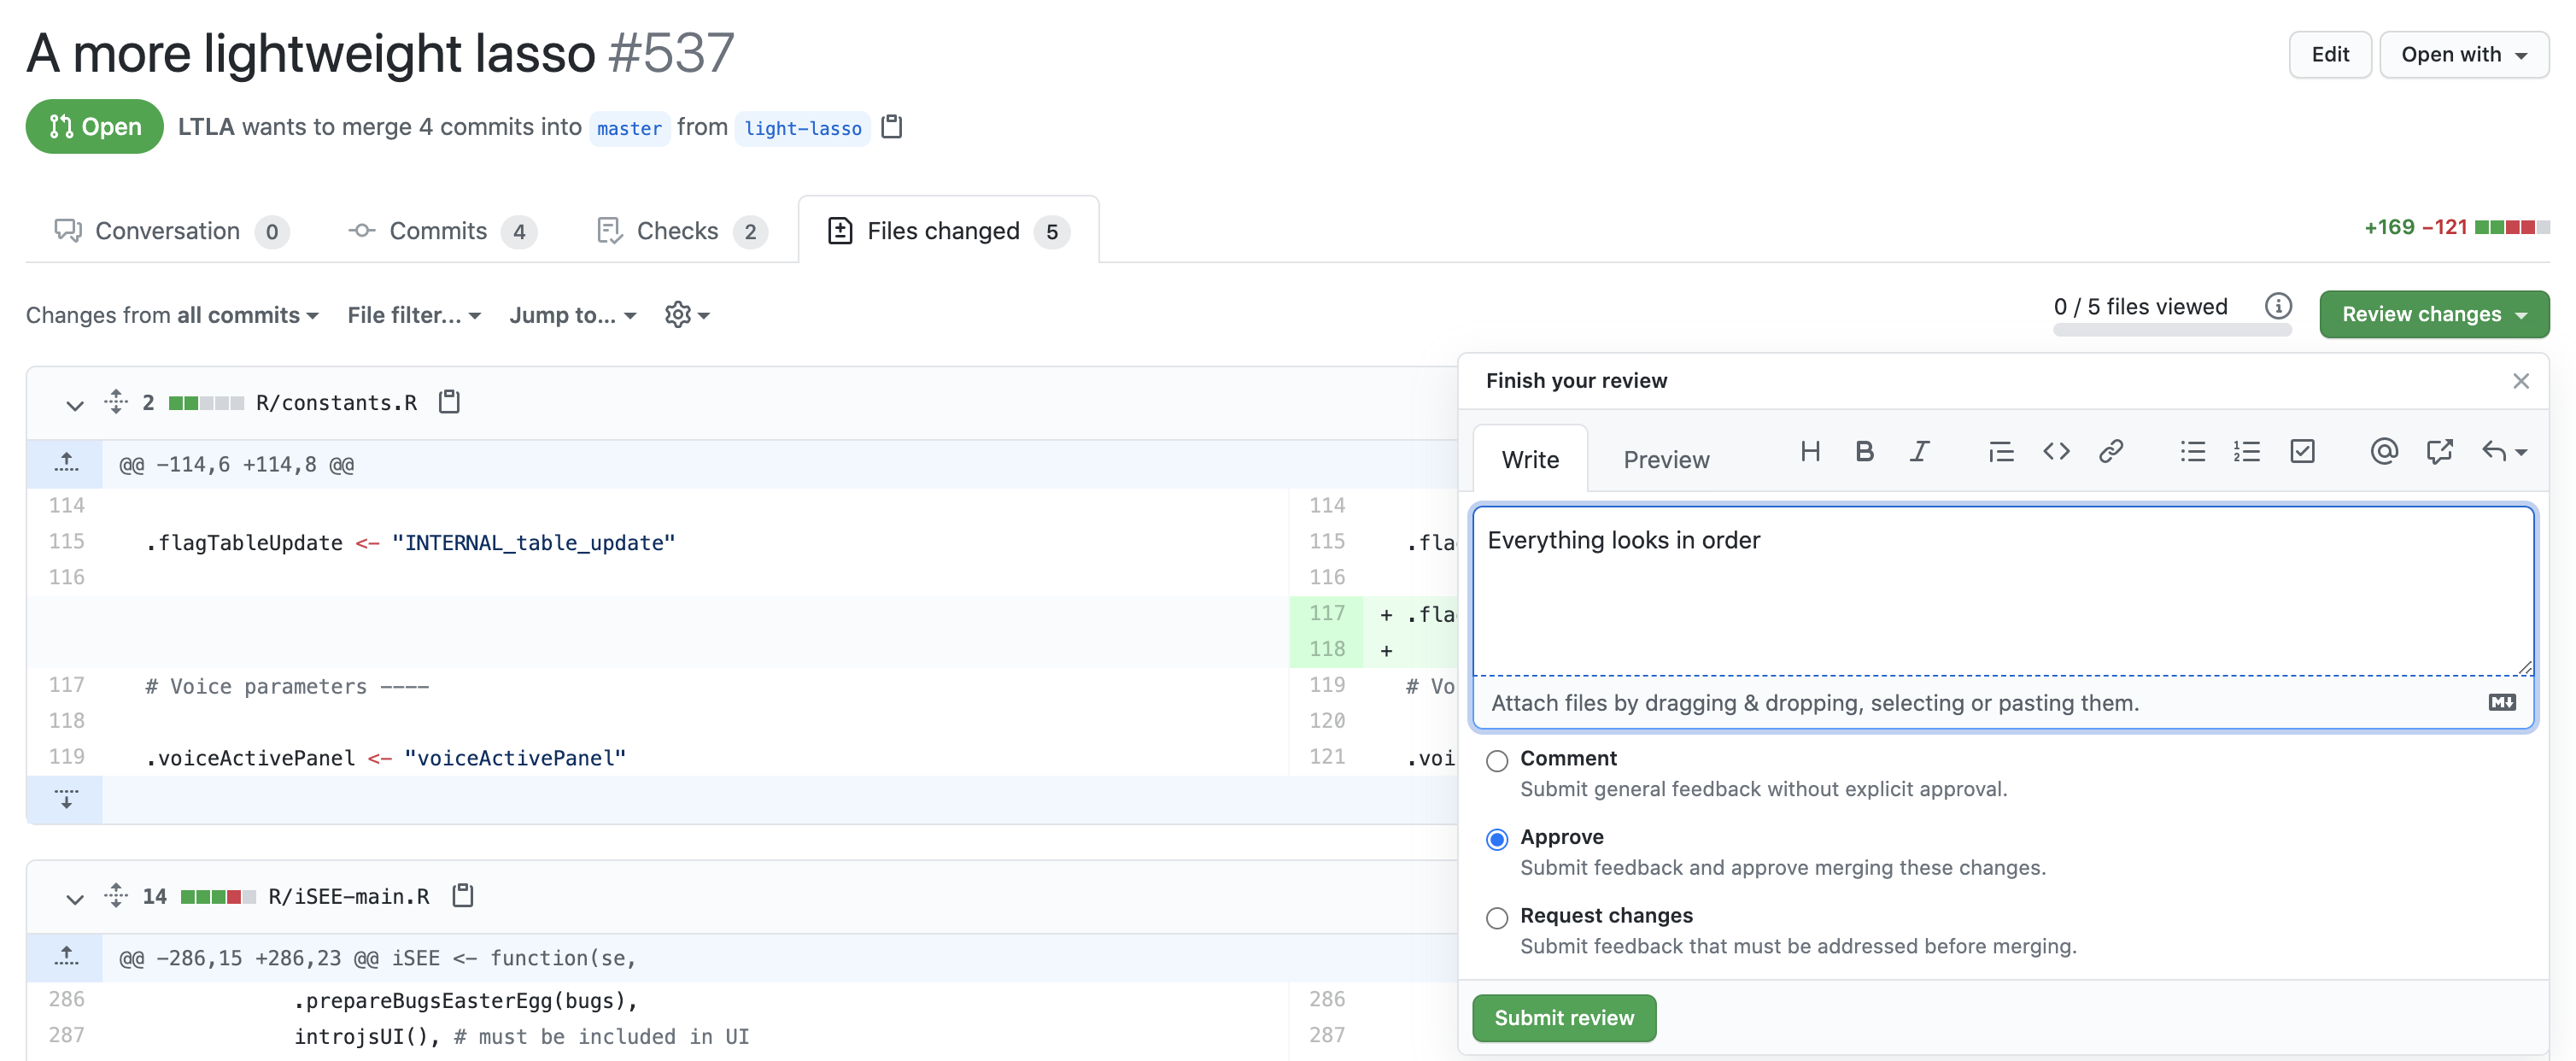 A more lightweight lasso #537
Edit
Open with
Open
LTLA wants to merge 4 commits into master from light-lasso
Conversation 0
Commits 4
Checks 2
Files changed 5
+169 −121
Changes from all commits
File filter...
Jump to...
0 / 5 files viewed
Review changes
2 R/constants.R
@@ -114,6 +114,8 @@
114
115 .flagTableUpdate <- "INTERNAL_table_update"
116
117 # Voice parameters ----
118
119 .voiceActivePanel <- "voiceActivePanel"
114
115 .fla
116
117 + .fla
118 +
119 # Vo
120
121 .voi
14 R/iSEE-main.R
@@ -286,15 +286,23 @@ iSEE <- function(se,
286 .prepareBugsEasterEgg(bugs),
287 introjsUI(), # must be included in UI
286
287
Finish your review
Write
Preview
Everything looks in order
Attach files by dragging & dropping, selecting or pasting them.
Comment
Submit general feedback without explicit approval.
Approve
Submit feedback and approve merging these changes.
Request changes
Submit feedback that must be addressed before merging.
Submit review